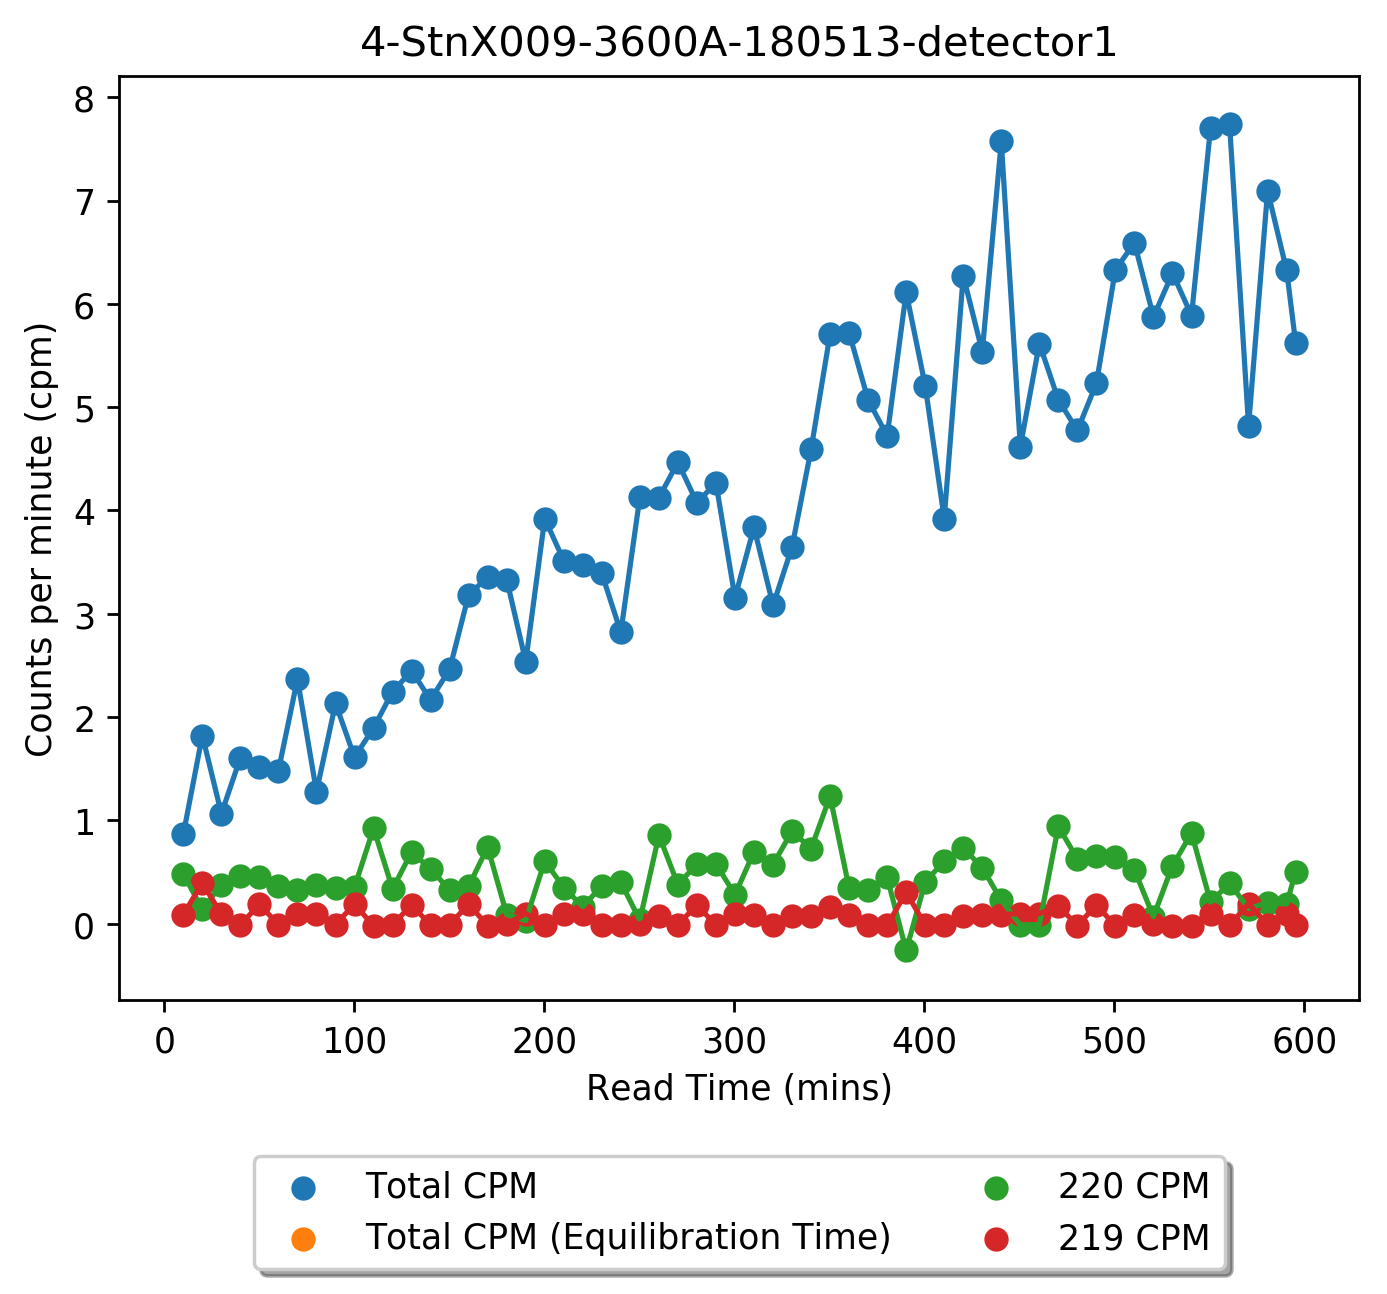 4-StnX009-3600A-180513-detector1
8
7
6
5
4
3
2
1
0
Counts per minute (cpm)
0 100 200 300 400 500 600
Read Time (mins)
Total CPM
Total CPM (Equilibration Time)
220 CPM
219 CPM